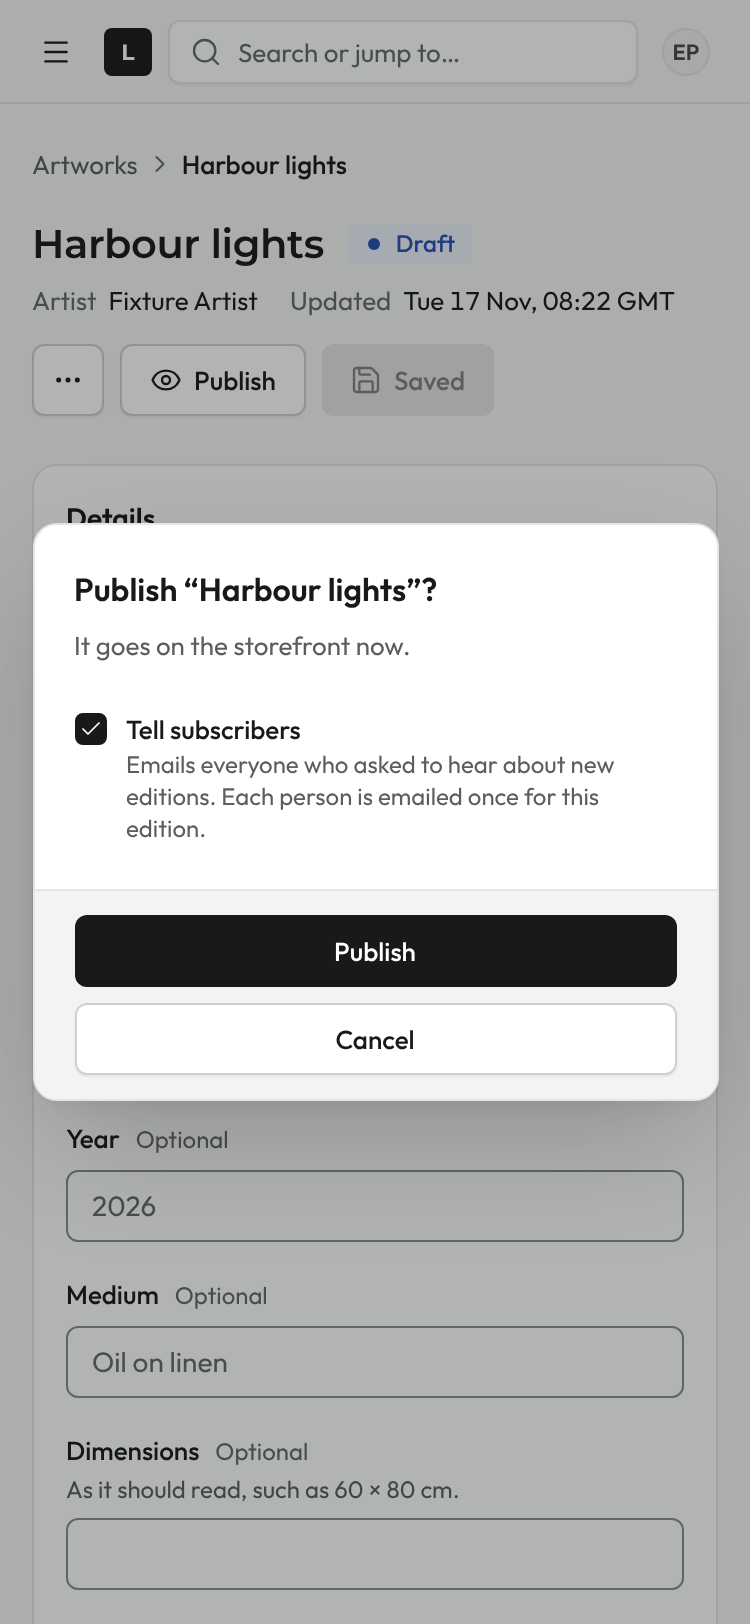 L
Search or jump to…
EP
Artworks > Harbour lights
Harbour lights
Draft
Artist Fixture Artist Updated Tue 17 Nov, 08:22 GMT
Publish
Saved
Details
Publish “Harbour lights”?
It goes on the storefront now.
Tell subscribers
Emails everyone who asked to hear about new
editions. Each person is emailed once for this
edition.
Publish
Cancel
Year Optional
2026
Medium Optional
Oil on linen
Dimensions Optional
As it should read, such as 60 × 80 cm.